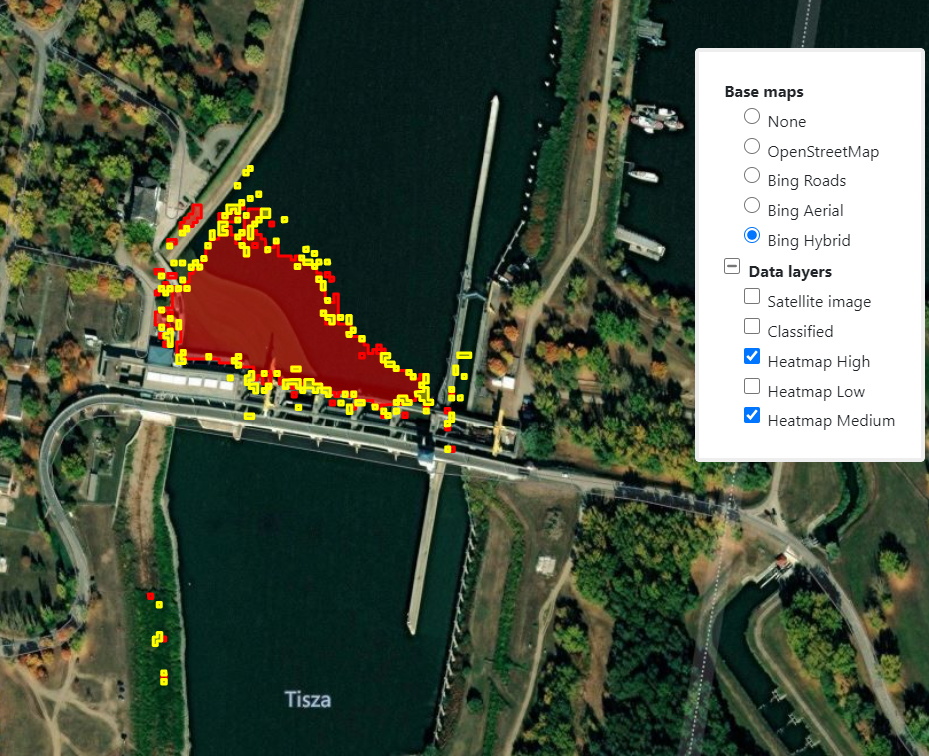 Base maps
None
OpenStreetMap
Bing Roads
Bing Aerial
Bing Hybrid
Data layers
Satellite image
Classified
Heatmap High
Heatmap Low
Heatmap Medium
Tisza